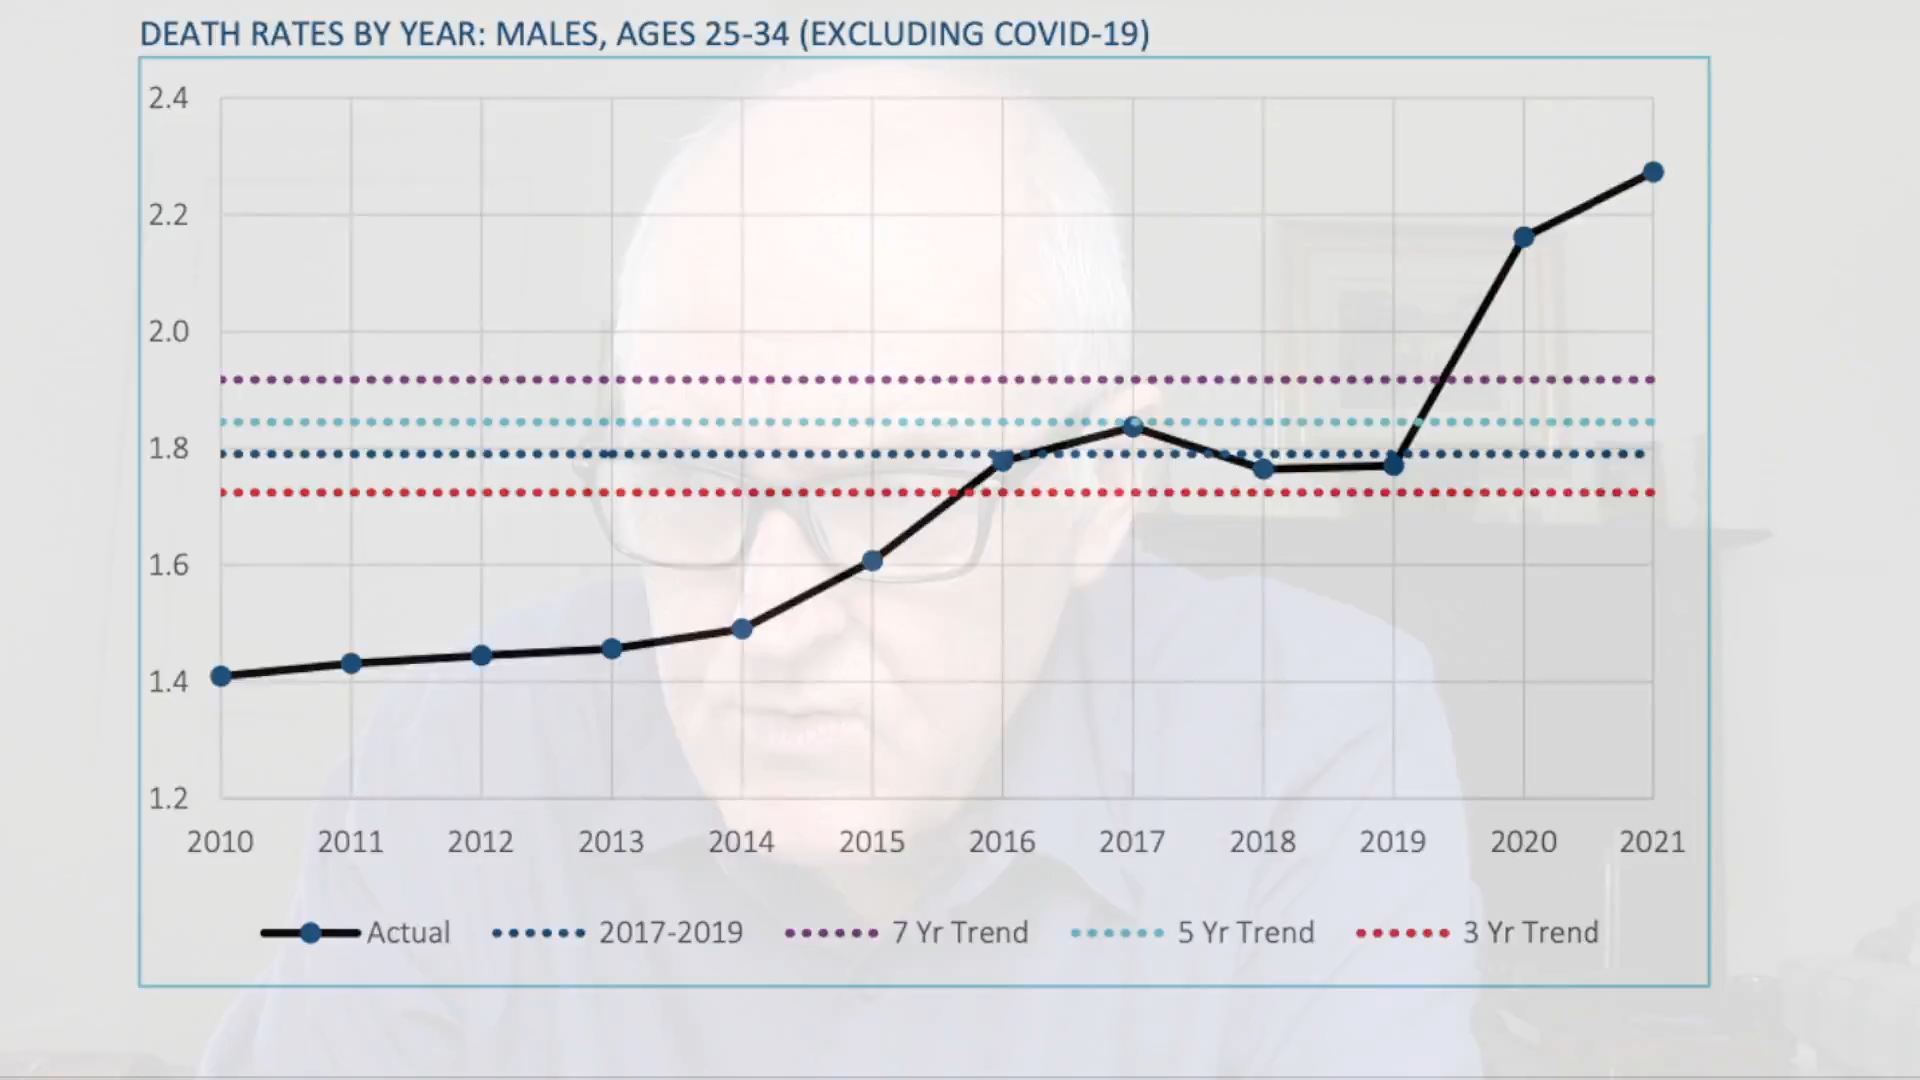 DEATH RATES BY YEAR: MALES, AGES 25-34 (EXCLUDING COVID-19)
2.4
2.2
2.0
1.8
1.6
1.4
1.2
2010 2011 2012 2013 2014 2015 2016 2017 2018 2019 2020 2021
Actual 2017-2019 7 Yr Trend 5 Yr Trend 3 Yr Trend